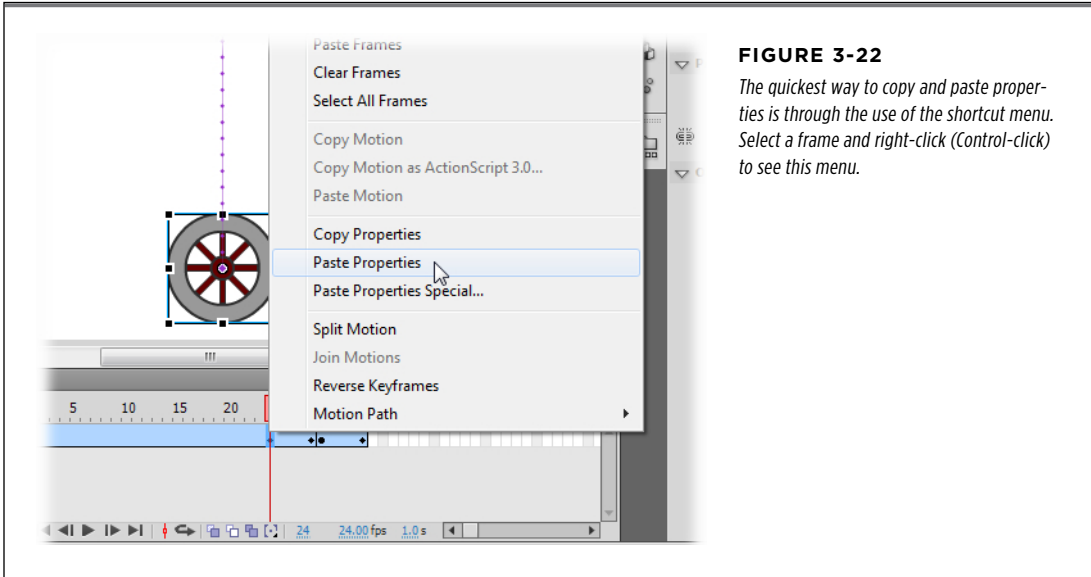 Paste Frames
Clear Frames
Select All Frames
Copy Motion
Copy Motion as ActionScript 3.0...
Paste Motion
Copy Properties
Paste Properties
Paste Properties Special...
Split Motion
Join Motions
Reverse Keyframes
Motion Path
5 10 15 20
24 24.00 fps 1.0 s
FIGURE 3-22
The quickest way to copy and paste proper-
ties is through the use of the shortcut menu.
Select a frame and right-click (Control-click)
to see this menu.